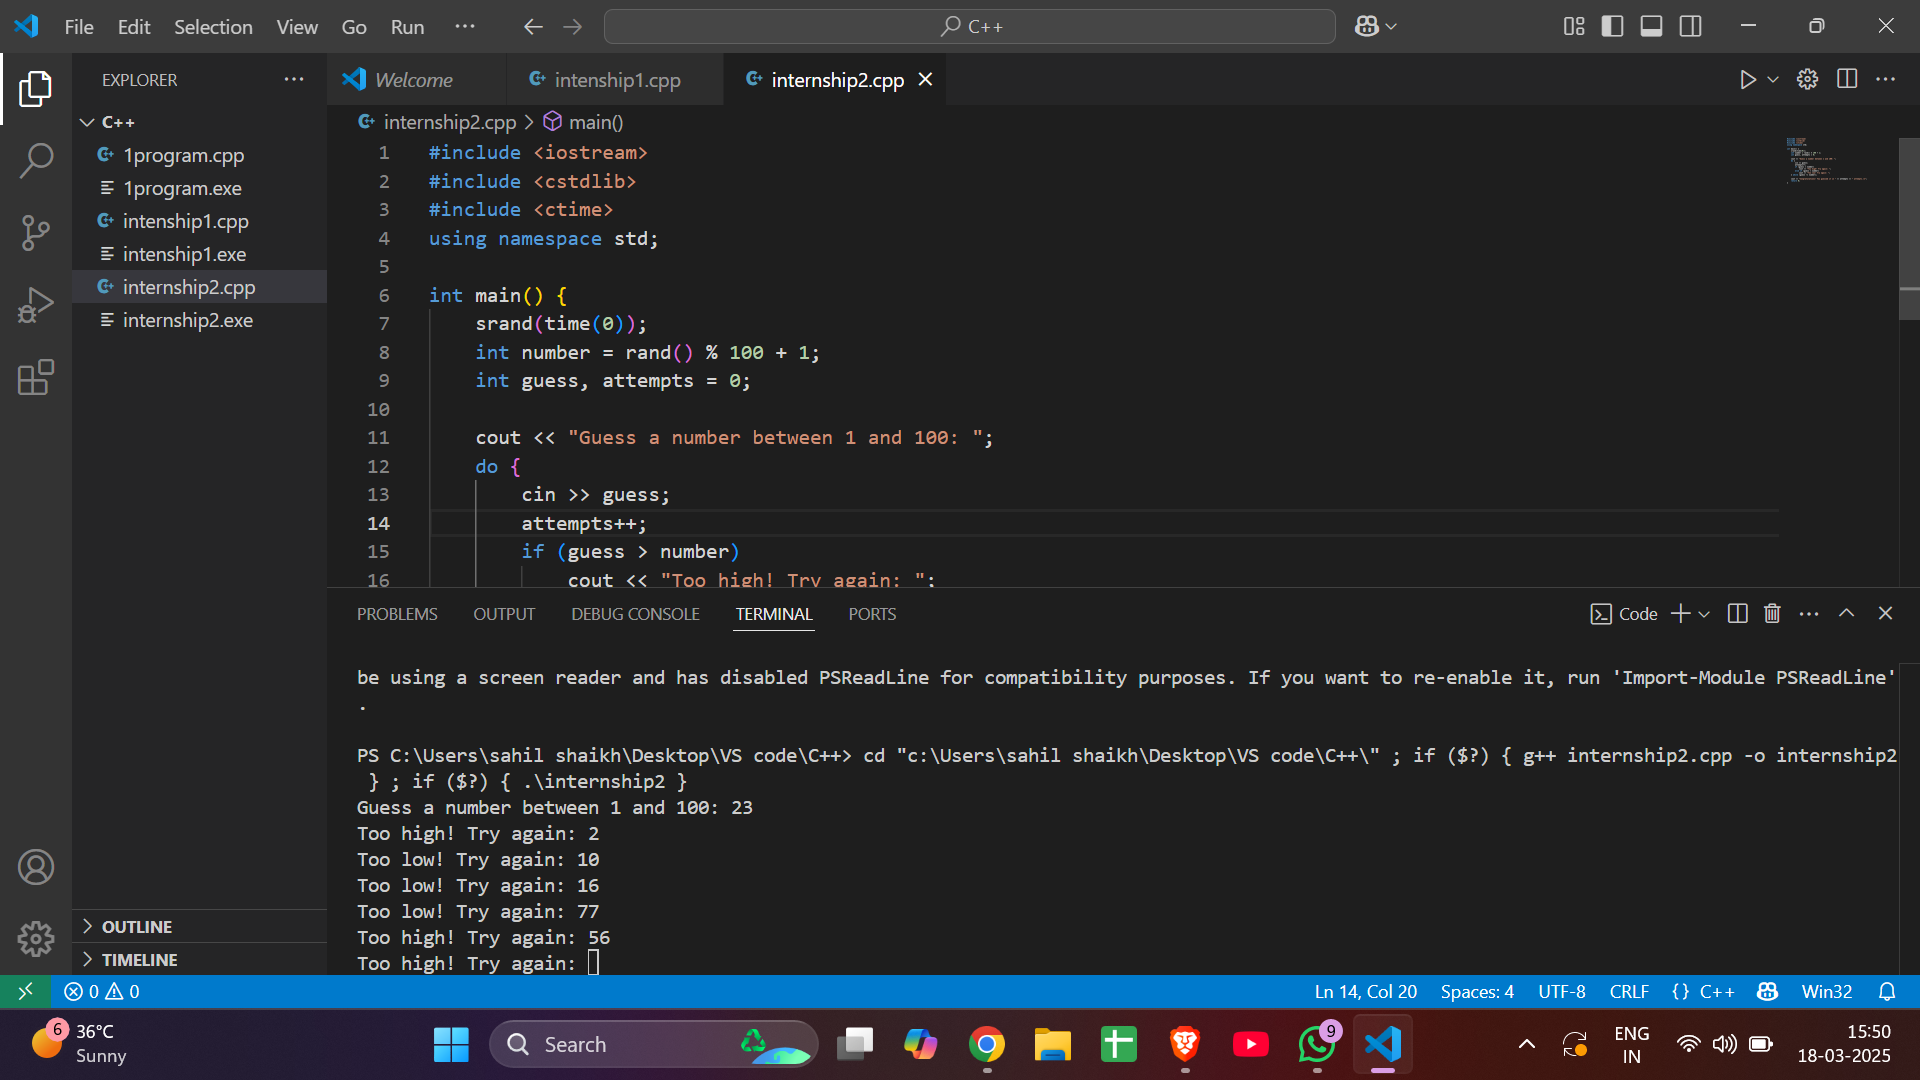 File Edit Selection View Go Run ···
C++
EXPLORER ···
Welcome
intenship1.cpp
internship2.cpp
C++
1program.cpp
1program.exe
intenship1.cpp
intenship1.exe
internship2.cpp
internship2.exe
OUTLINE
TIMELINE
internship2.cpp > main()
1 #include <iostream>
2 #include <cstdlib>
3 #include <ctime>
4 using namespace std;
5
6 int main() {
7 srand(time(0));
8 int number = rand() % 100 + 1;
9 int guess, attempts = 0;
10
11 cout << "Guess a number between 1 and 100: ";
12 do {
13 cin >> guess;
14 attempts++;
15 if (guess > number)
16 cout << "Too high! Try again: ";
PROBLEMS OUTPUT DEBUG CONSOLE TERMINAL PORTS
Code
be using a screen reader and has disabled PSReadLine for compatibility purposes. If you want to re-enable it, run 'Import-Module PSReadLine'
.
PS C:\Users\sahil shaikh\Desktop\VS code\C++> cd "c:\Users\sahil shaikh\Desktop\VS code\C++\" ; if ($?) { g++ internship2.cpp -o internship2
} ; if ($?) { .\internship2 }
Guess a number between 1 and 100: 23
Too high! Try again: 2
Too low! Try again: 10
Too low! Try again: 16
Too low! Try again: 77
Too high! Try again: 56
Too high! Try again:
0 0
Ln 14, Col 20 Spaces: 4 UTF-8 CRLF {} C++ Win32
6
36°C
Sunny
Search
9
ENG
IN
15:50
18-03-2025